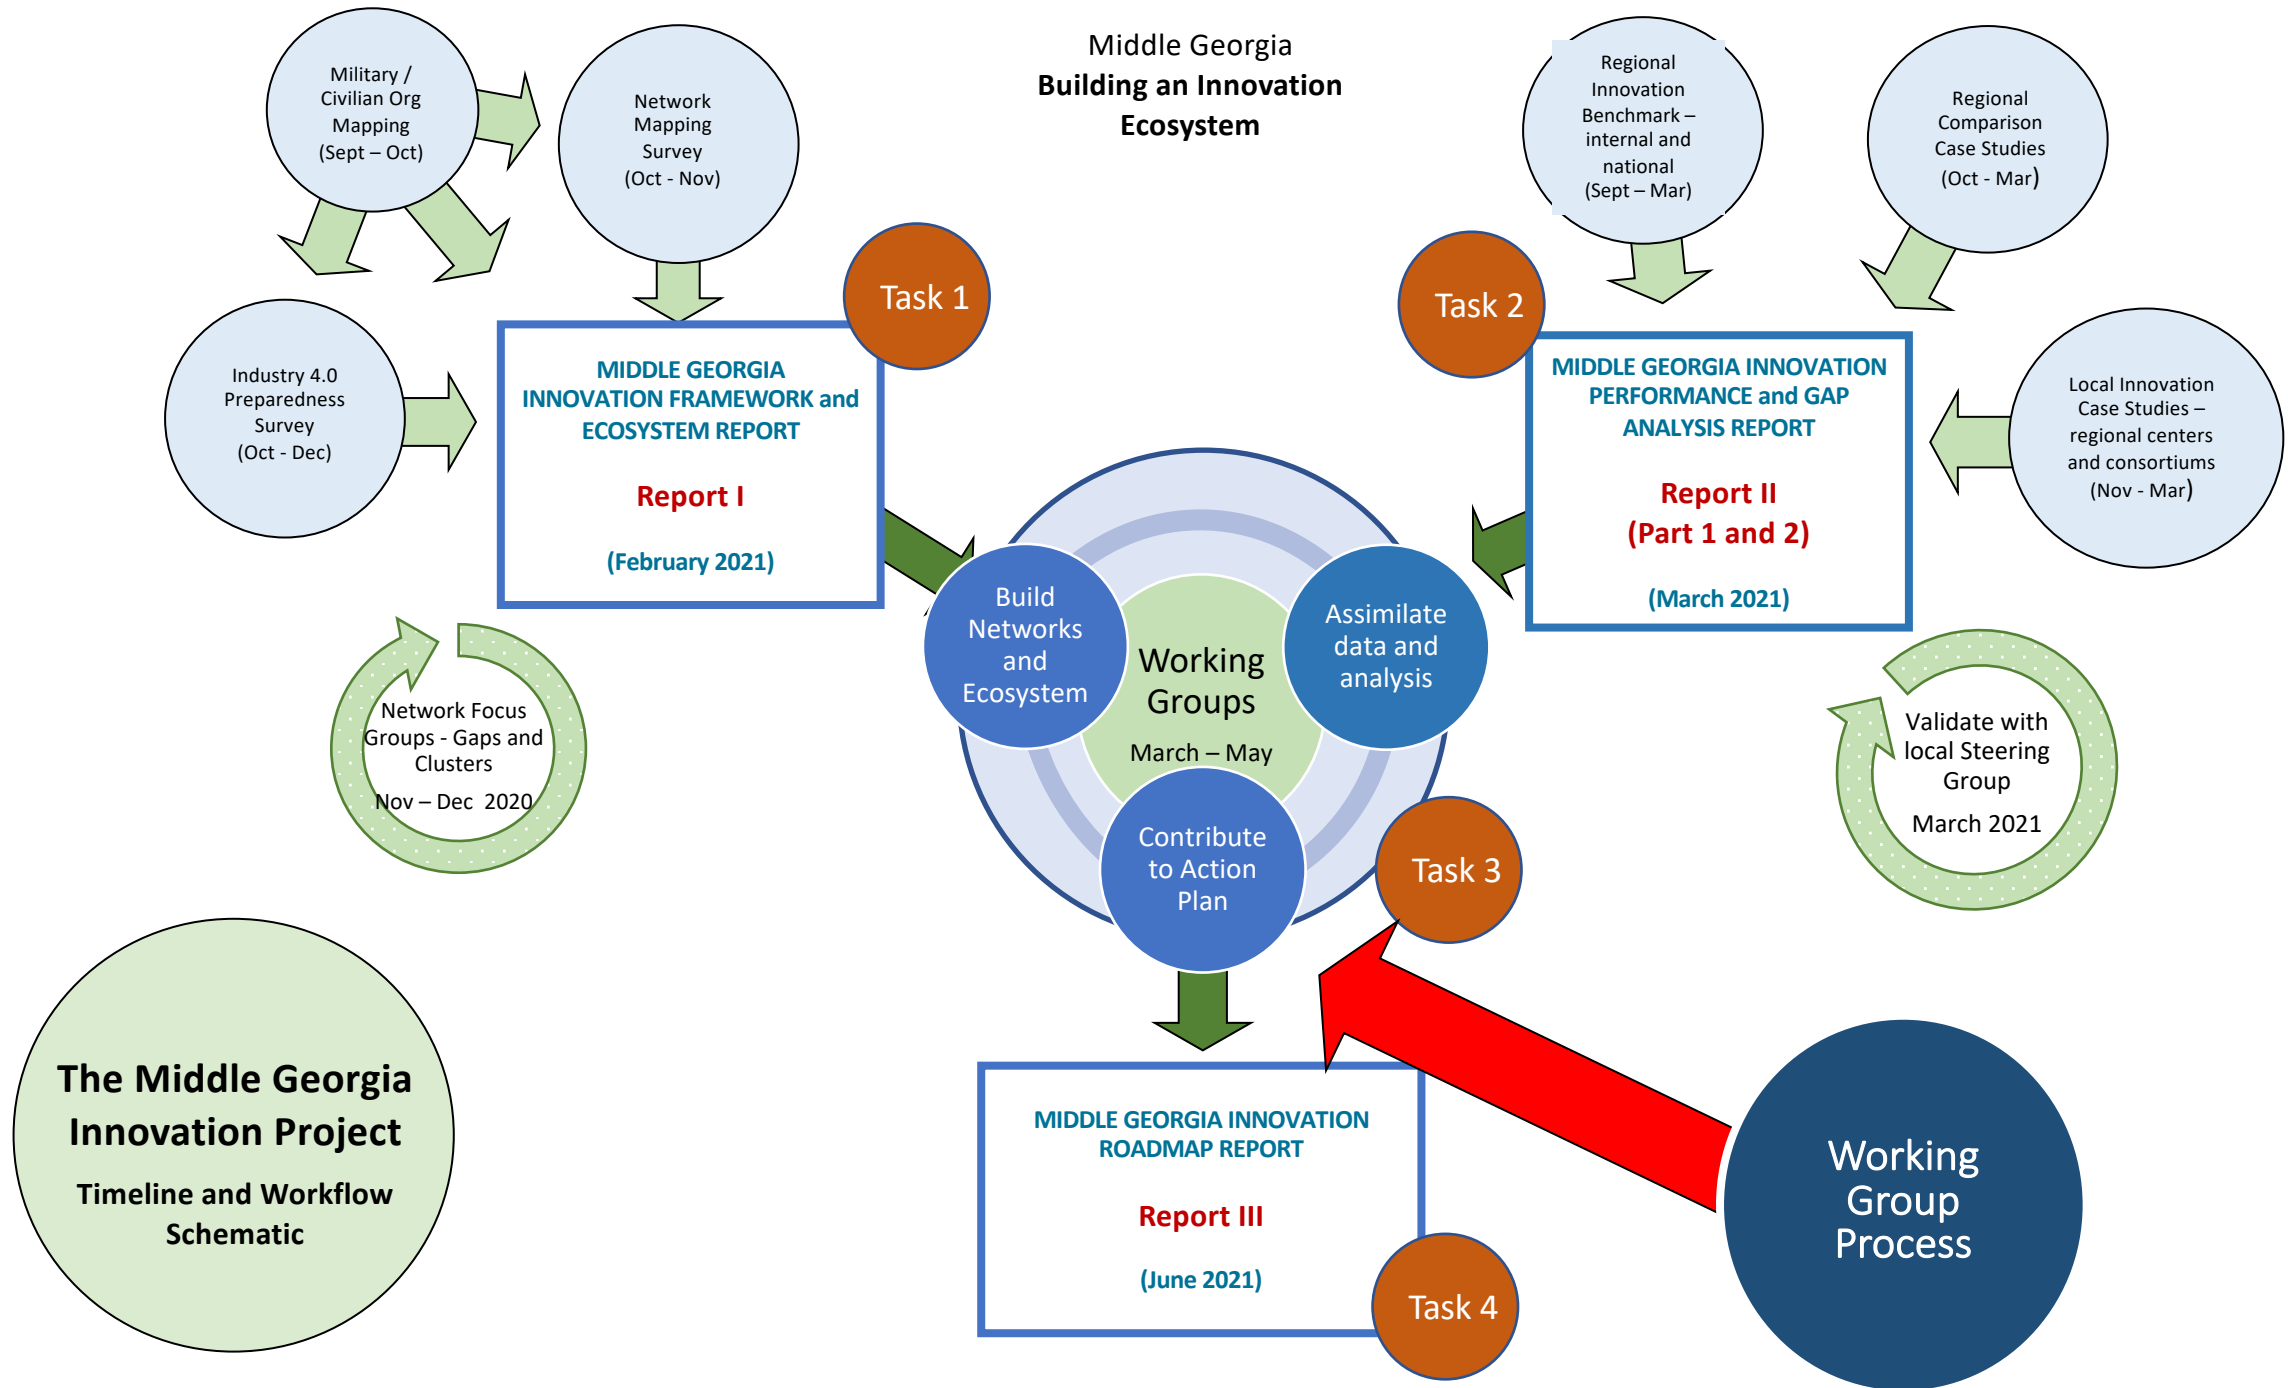 Middle Georgia
Building an Innovation
Ecosystem
Military /
Civilian Org
Mapping
(Sept – Oct)
Network
Mapping
Survey
(Oct - Nov)
Regional
Innovation
Benchmark –
internal and
national
(Sept – Mar)
Regional
Comparison
Case Studies
(Oct - Mar)
Task 1
Task 2
Industry 4.0
Preparedness
Survey
(Oct - Dec)
MIDDLE GEORGIA
INNOVATION FRAMEWORK and
ECOSYSTEM REPORT
Report I
(February 2021)
MIDDLE GEORGIA INNOVATION
PERFORMANCE and GAP
ANALYSIS REPORT
Report II
(Part 1 and 2)
(March 2021)
Local Innovation
Case Studies –
regional centers
and consortiums
(Nov - Mar)
Build
Networks
and
Ecosystem
Working
Groups
March – May
Assimilate
data and
analysis
Contribute
to Action
Plan
Task 3
Network Focus
Groups - Gaps and
Clusters
Nov – Dec  2020
Validate with
local Steering
Group
March 2021
The Middle Georgia
Innovation Project
Timeline and Workflow
Schematic
MIDDLE GEORGIA INNOVATION
ROADMAP REPORT
Report III
(June 2021)
Task 4
Working
Group
Process